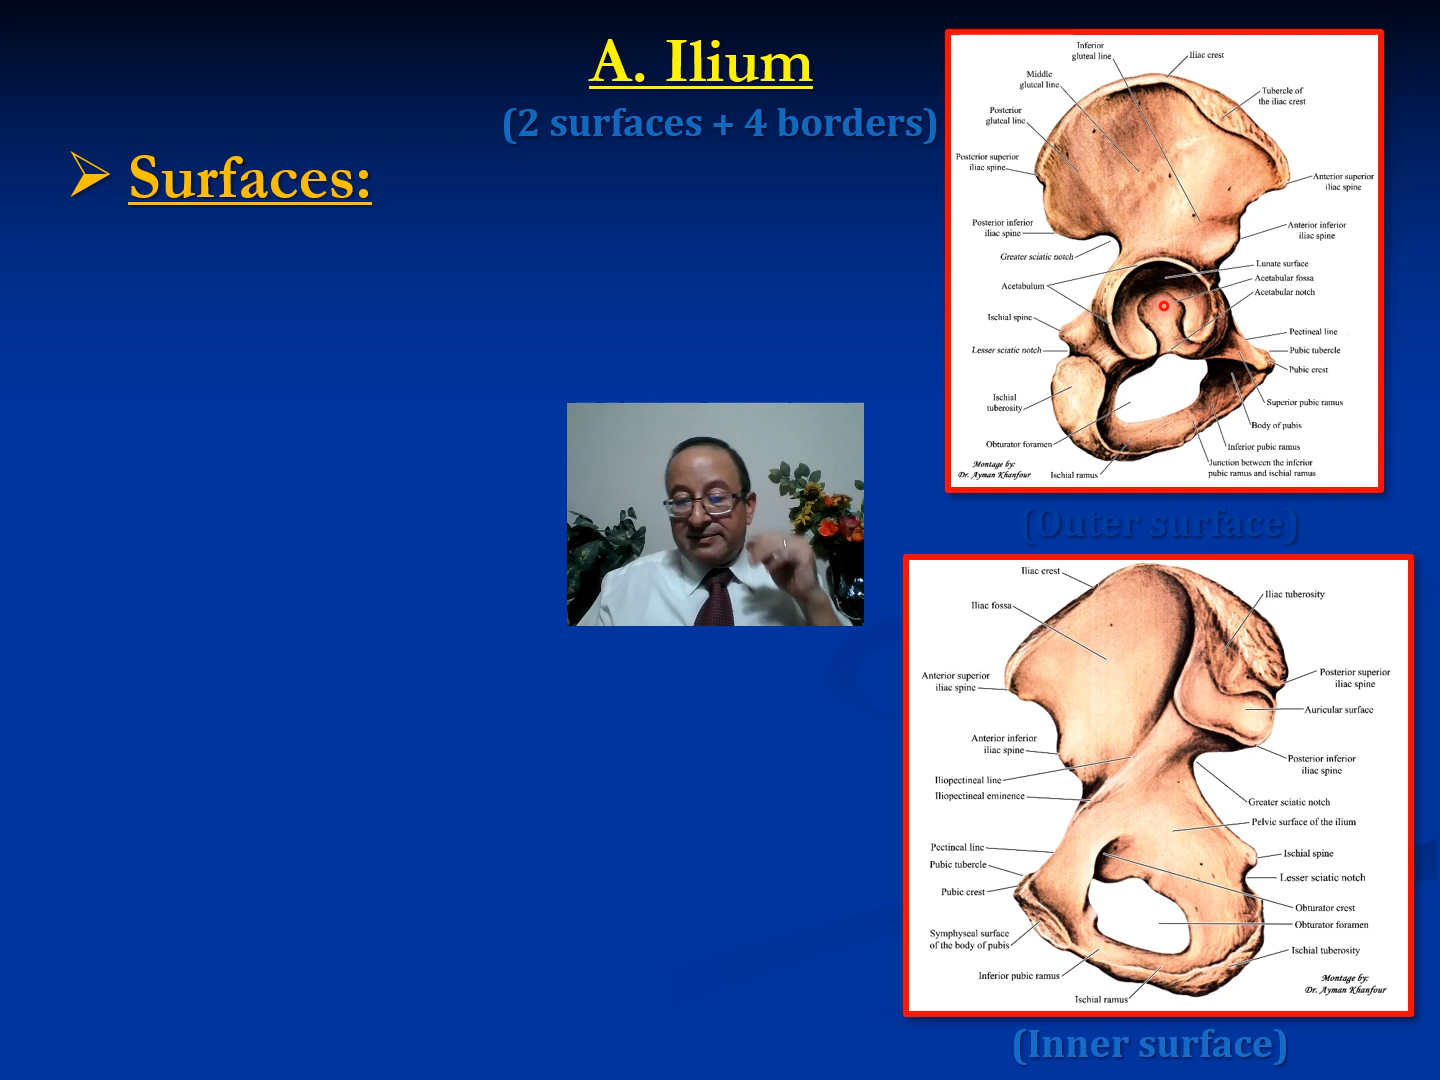 A. Ilium
(2 surfaces + 4 borders)
➢ Surfaces:
Inferior
gluteal line
Iliac crest
Middle
gluteal line
Tubercle of
the iliac crest
Posterior
gluteal line
Posterior superior
iliac spine
Anterior superior
iliac spine
Posterior inferior
iliac spine
Anterior inferior
iliac spine
Greater sciatic notch
Lunate surface
Acetabular fossa
Acetabulum
Acetabular notch
Ischial spine
Pectineal line
Lesser sciatic notch
Pubic tubercle
Pubic crest
Ischial
tuberosity
Superior pubic ramus
Body of pubis
Obturator foramen
Inferior pubic ramus
Junction between the inferior
pubic ramus and ischial ramus
Montage by:
Dr. Ayman Khanfour
Ischial ramus
(Outer surface)
Iliac crest
Iliac fossa
Iliac tuberosity
Anterior superior
iliac spine
Posterior superior
iliac spine
Auricular surface
Anterior inferior
iliac spine
Posterior inferior
iliac spine
Iliopectineal line
Iliopectineal eminence
Greater sciatic notch
Pelvic surface of the ilium
Pectineal line
Ischial spine
Pubic tubercle
Lesser sciatic notch
Pubic crest
Obturator crest
Obturator foramen
Symphyseal surface
of the body of pubis
Ischial tuberosity
Inferior pubic ramus
Montage by:
Dr. Ayman Khanfour
Ischial ramus
(Inner surface)